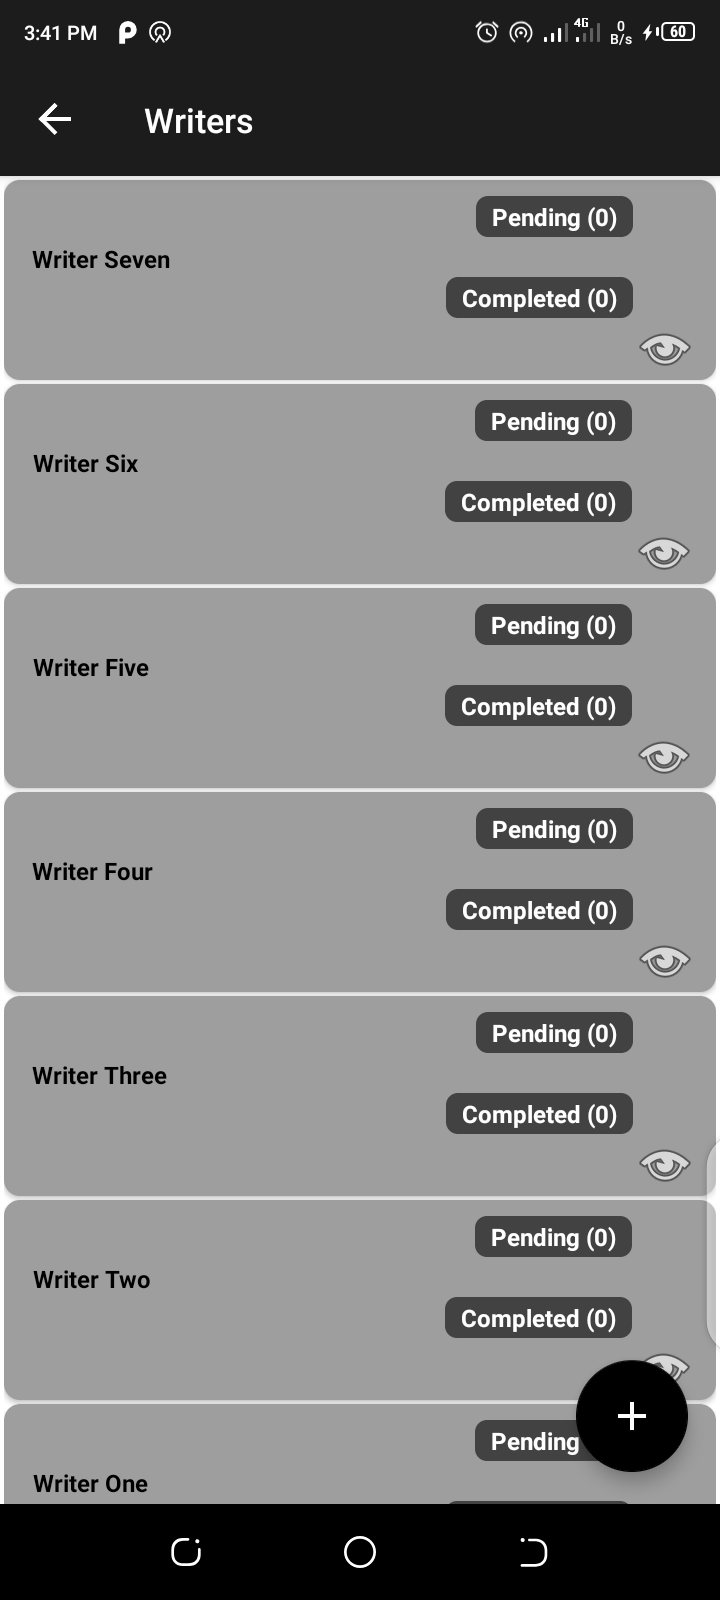 3:41 PM
4G
0
B/s
60
Writers
Pending (0)
Writer Seven
Completed (0)
Pending (0)
Writer Six
Completed (0)
Pending (0)
Writer Five
Completed (0)
Pending (0)
Writer Four
Completed (0)
Pending (0)
Writer Three
Completed (0)
Pending (0)
Writer Two
Completed (0)
Pending
Writer One